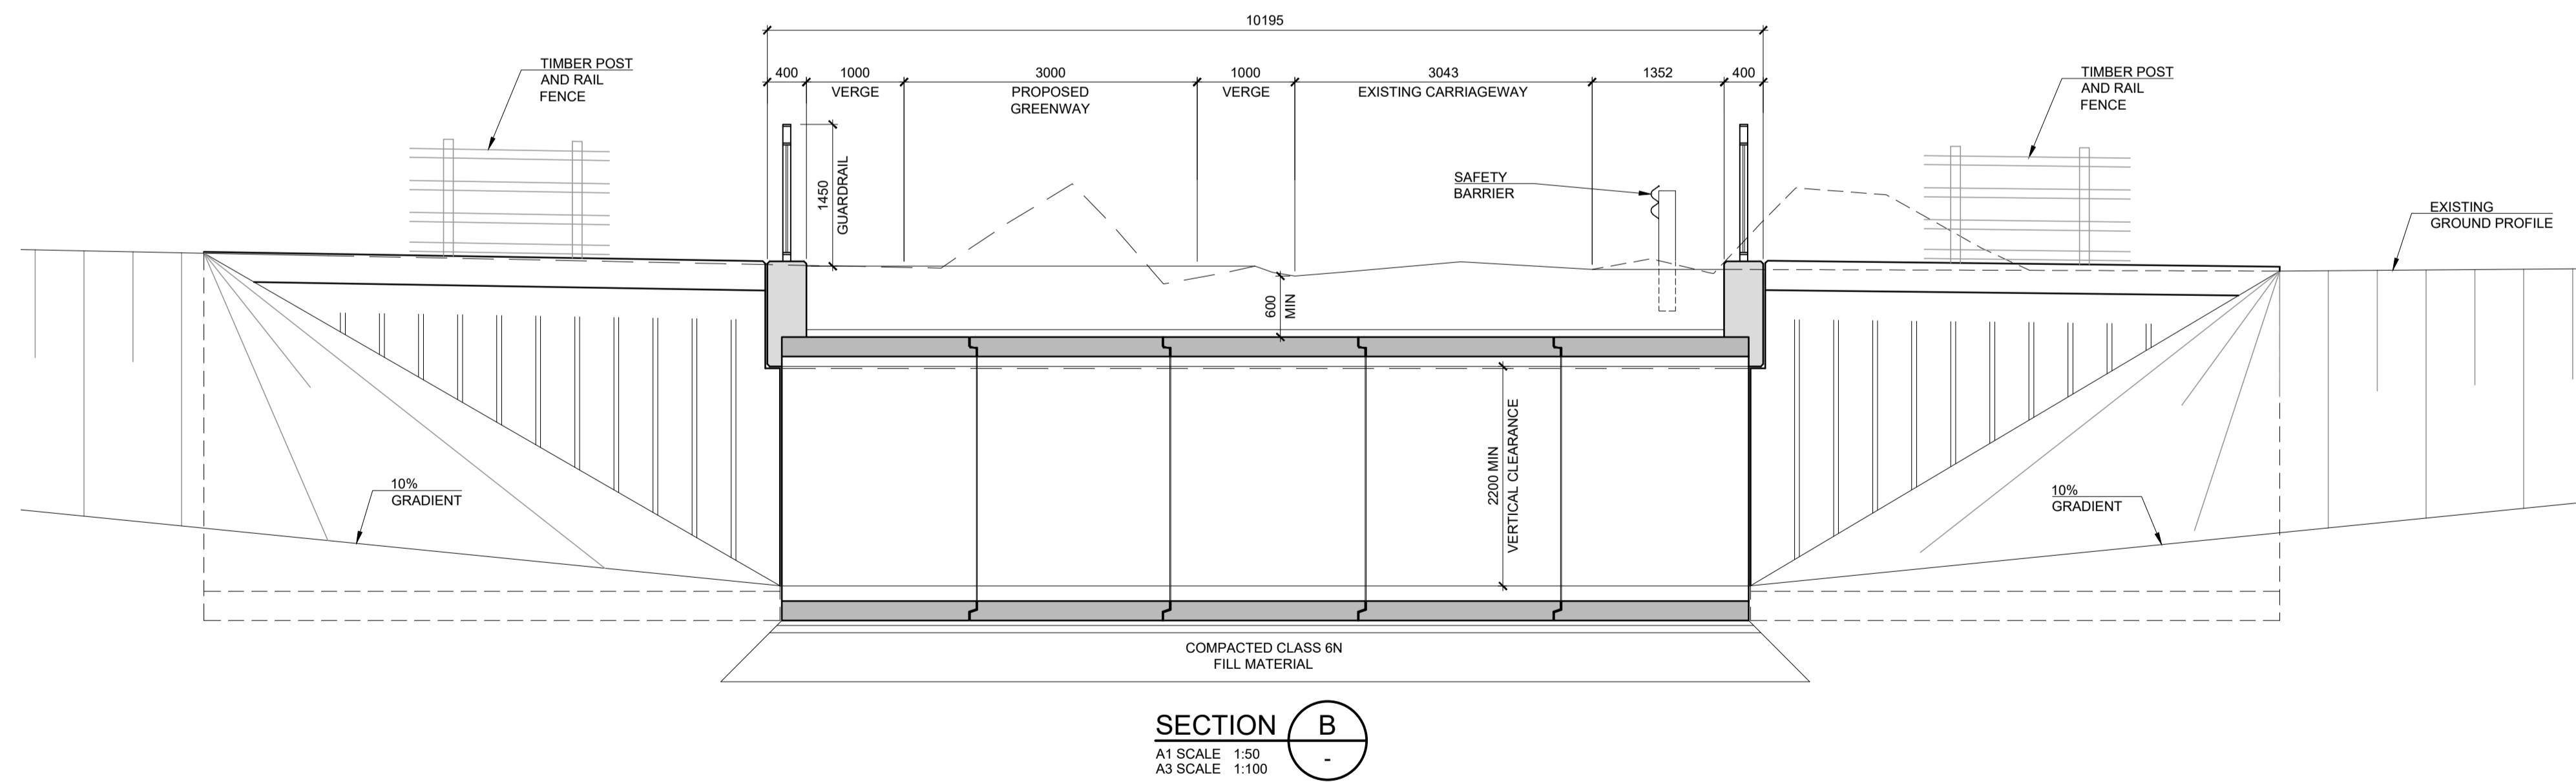 10195
400
1000
3000
1000
3043
1352
400
VERGE
PROPOSED
GREENWAY
VERGE
EXISTING CARRIAGEWAY
TIMBER POST
AND RAIL
FENCE
TIMBER POST
AND RAIL
FENCE
1450
GUARDRAIL
SAFETY
BARRIER
EXISTING
GROUND PROFILE
600
MIN
2200 MIN
VERTICAL CLEARANCE
10%
GRADIENT
10%
GRADIENT
COMPACTED CLASS 6N
FILL MATERIAL
SECTION B
A1 SCALE 1:50
A3 SCALE 1:100
-